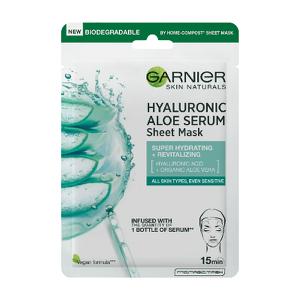 NEW BIODEGRADABLE
BY HOME-COMPOST* SHEET MASK
GARNIER
SKIN NATURALS
HYALURONIC
ALOE SERUM
Sheet Mask
SUPER HYDRATING
+ REVITALIZING
HYALURONIC ACID
+ ORGANIC ALOE VERA
ALL SKIN TYPES, EVEN SENSITIVE
INFUSED WITH
THE QUANTITY OF
1 BOTTLE OF SERUM**
Vegan formula***
15min